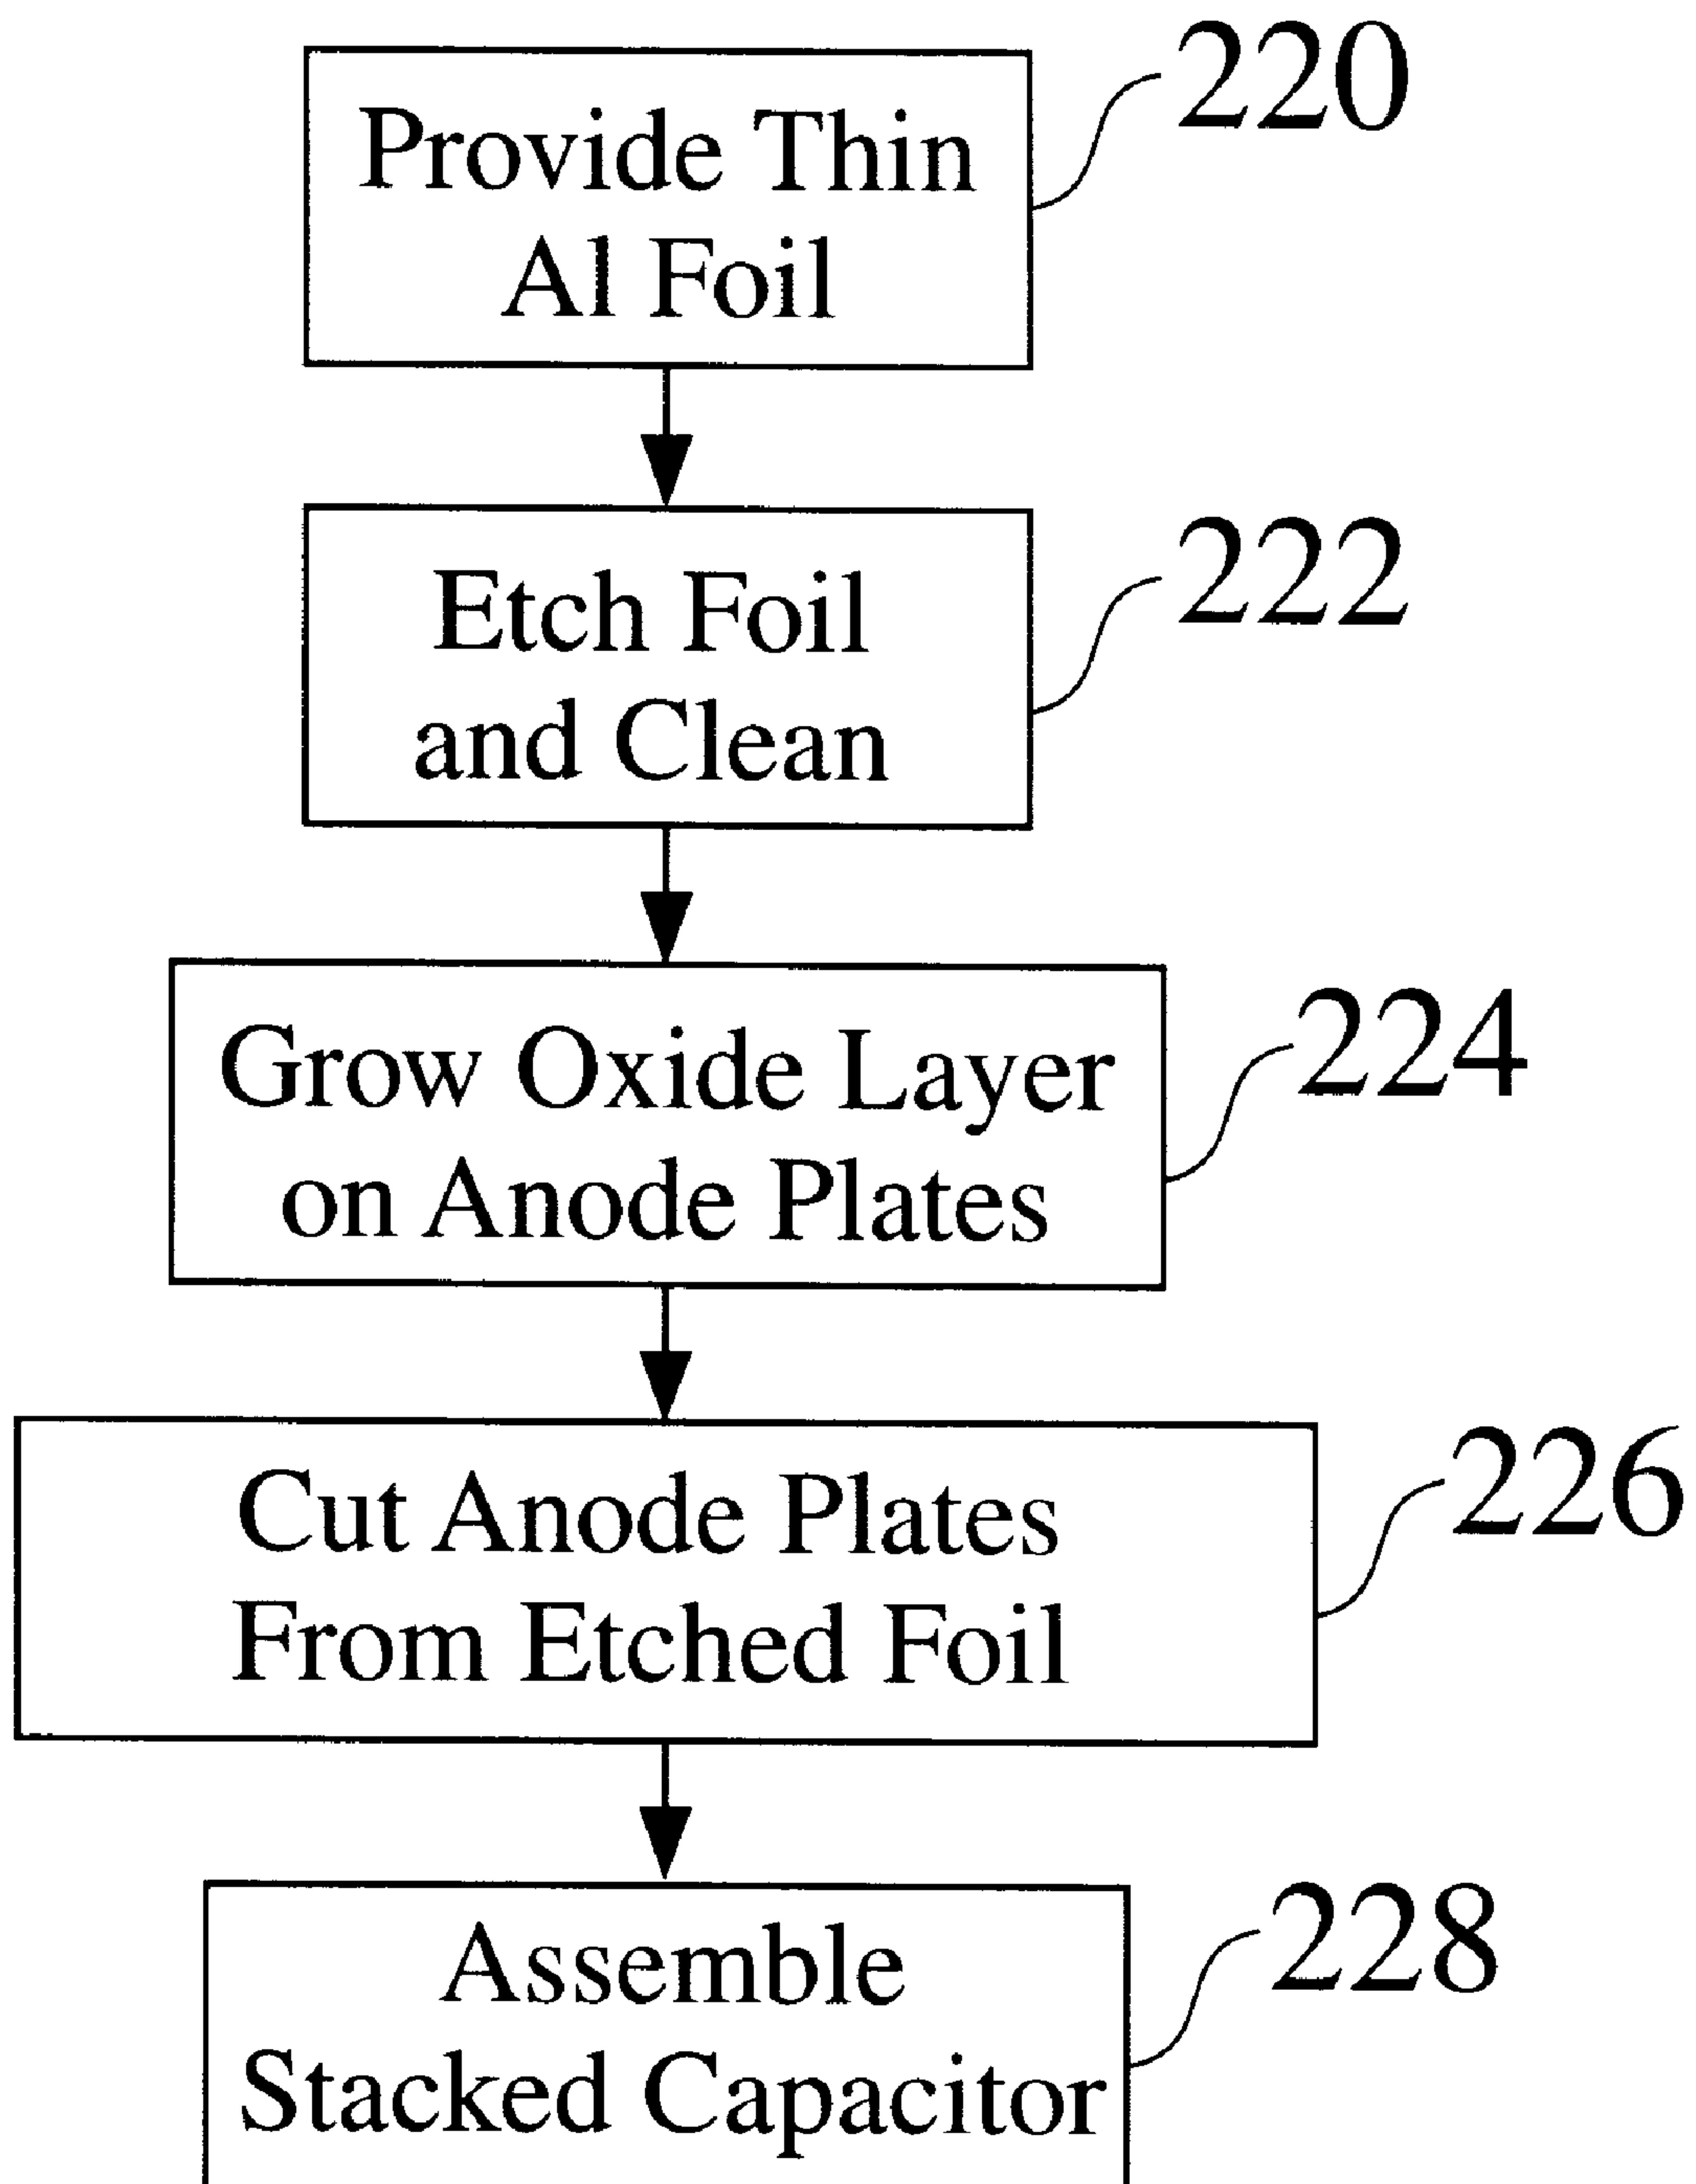 Provide Thin
Al Foil
220
Etch Foil
and Clean
222
Grow Oxide Layer
on Anode Plates
224
Cut Anode Plates
From Etched Foil
226
Assemble
Stacked Capacitor
228